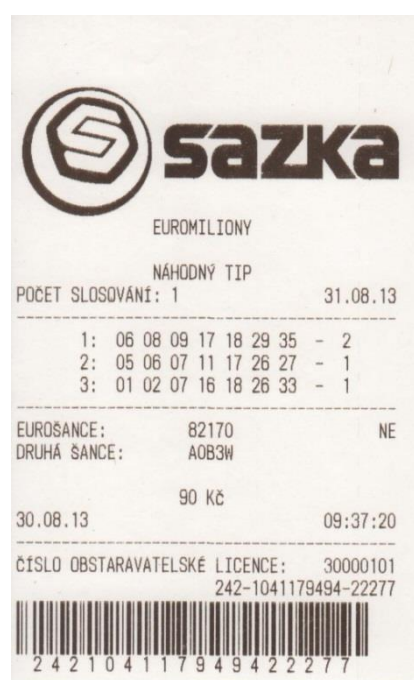 S sazka
EUROMILIONY
NÁHODNÝ TIP
POČET SLOSOVÁNÍ: 1 31.08.13
1: 06 08 09 17 18 29 35 - 2
2: 05 06 07 11 17 26 27 - 1
3: 01 02 07 16 18 26 33 - 1
EUROŠANCE: 82170 NE
DRUHÁ ŠANCE: AOB3W
90 Kč
30.08.13 09:37:20
ČÍSLO OBSTARAVATELSKÉ LICENCE: 30000101
242-1041179494-22277
242104117949422277